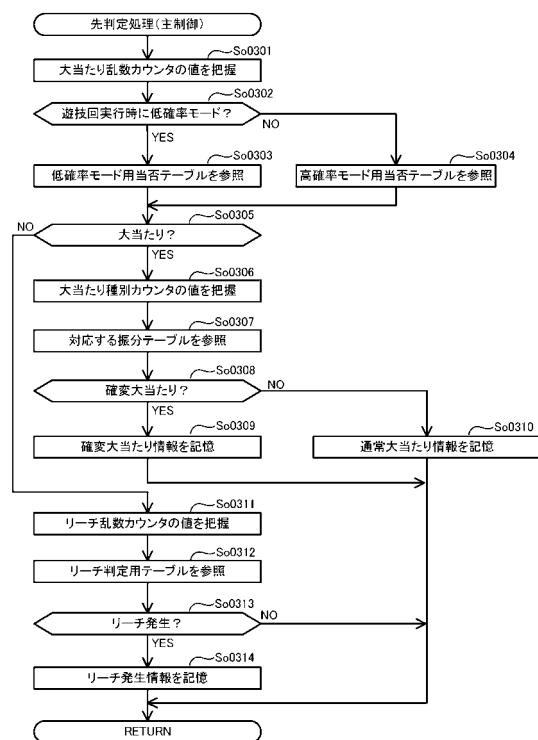 先判定処理(主制御)
So0301
大当たり乱数カウンタの値を把握
So0302
遊技回実行時に低確率モード？
NO
YES
So0303
低確率モード用当否テーブルを参照
So0304
高確率モード用当否テーブルを参照
So0305
NO
大当たり？
YES
So0306
大当たり種別カウンタの値を把握
So0307
対応する振分テーブルを参照
So0308
確変大当たり？
NO
YES
So0309
確変大当たり情報を記憶
So0310
通常大当たり情報を記憶
So0311
リーチ乱数カウンタの値を把握
So0312
リーチ判定用テーブルを参照
So0313
リーチ発生？
NO
YES
So0314
リーチ発生情報を記憶
RETURN